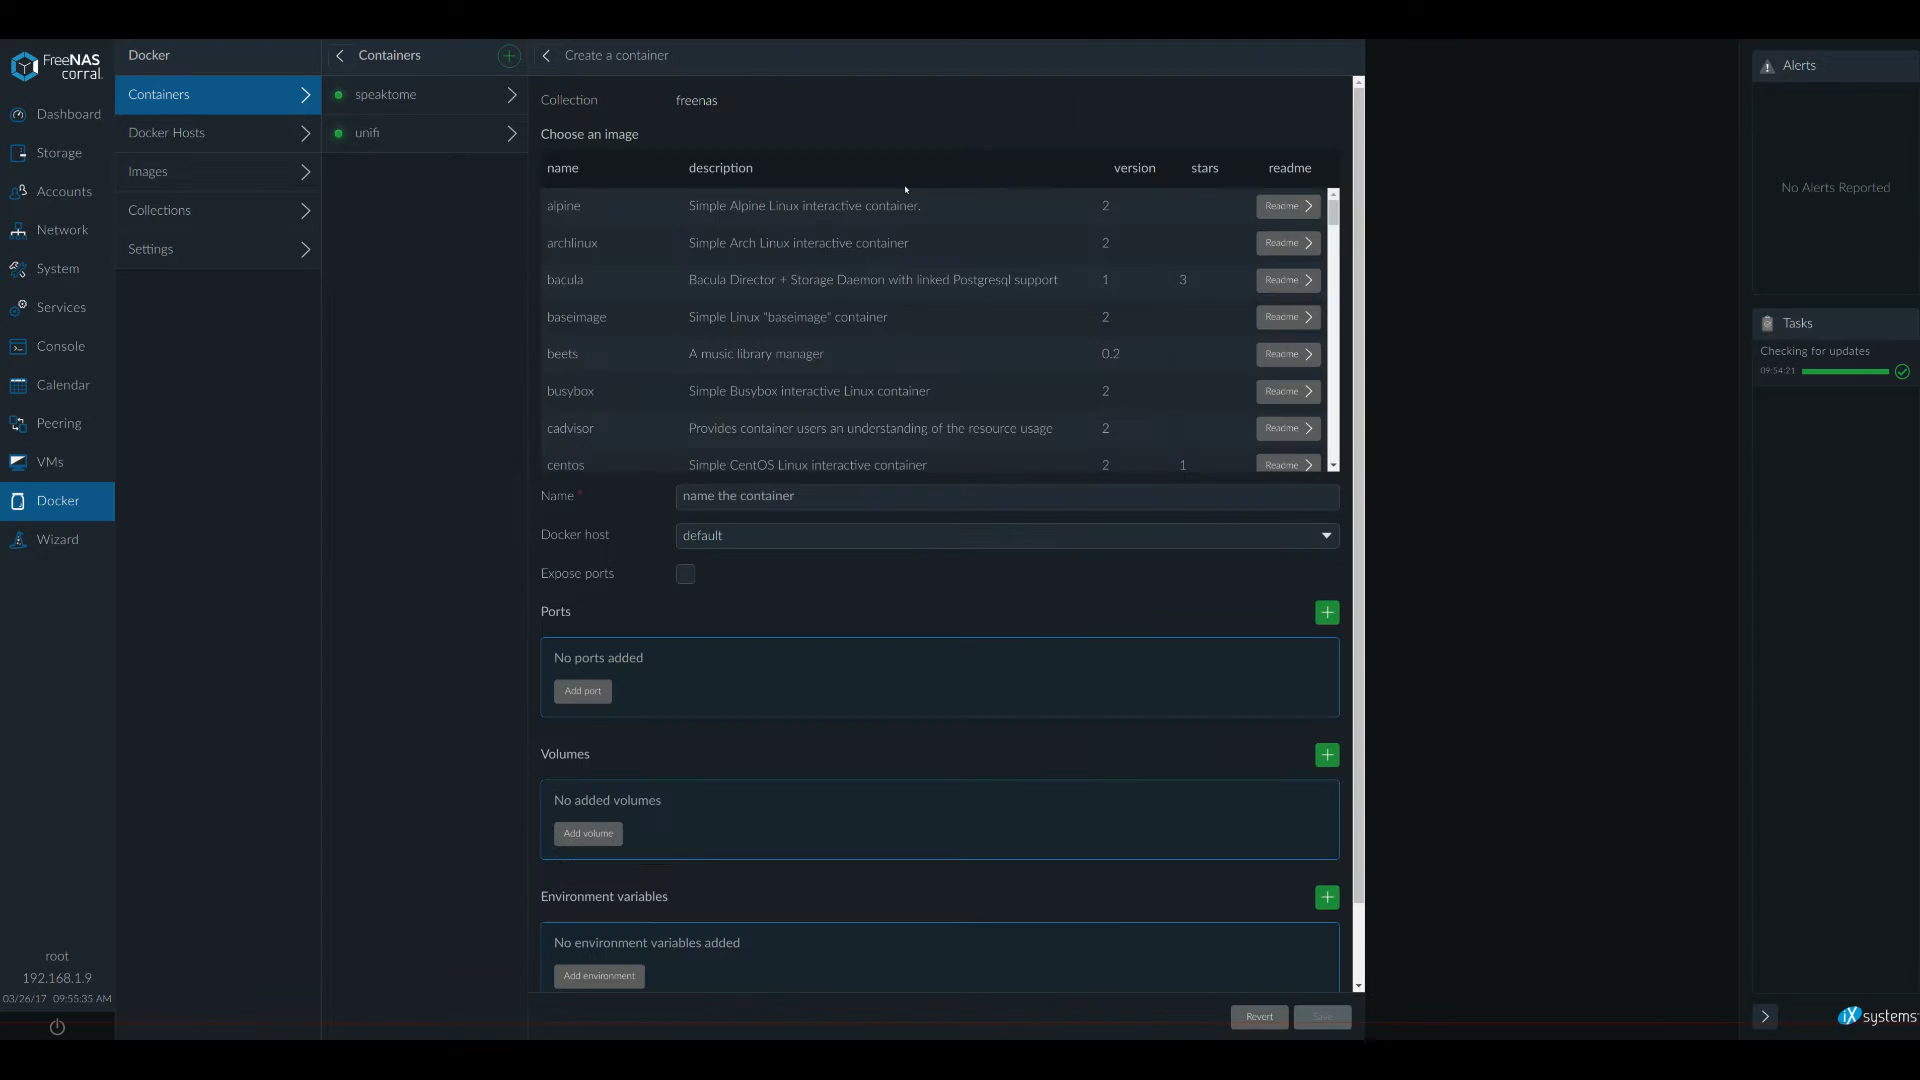 FreeNAS
corral.
Dashboard
Storage
Accounts
Network
System
Services
Console
Calendar
Peering
VMs
Docker
Wizard
root
192.168.1.9
03/26/17 09:55:35 AM
Docker
Containers
Docker Hosts
Images
Collections
Settings
Containers
speaktome
unifi
Create a container
Collection freenas
Choose an image
name description version stars readme
alpine Simple Alpine Linux interactive container. 2 Readme
archlinux Simple Arch Linux interactive container 2 Readme
bacula Bacula Director + Storage Daemon with linked Postgresql support 1 3 Readme
baseimage Simple Linux "baseimage" container 2 Readme
beets A music library manager 0.2 Readme
busybox Simple Busybox interactive Linux container 2 Readme
cadvisor Provides container users an understanding of the resource usage 2 Readme
centos Simple CentOS Linux interactive container 2 1 Readme
Name * name the container
Docker host default
Expose ports
Ports
No ports added
Add port
Volumes
No added volumes
Add volume
Environment variables
No environment variables added
Add environment
Revert Save
Alerts
No Alerts Reported
Tasks
Checking for updates
09:54:21
iXsystems